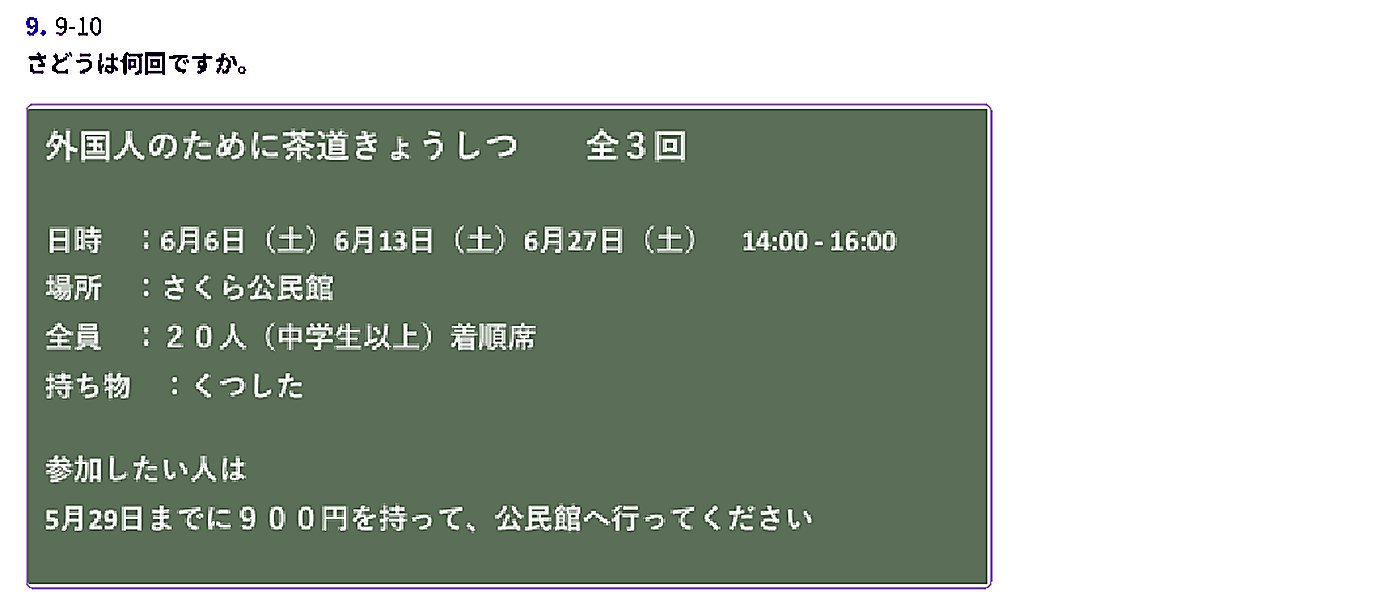 9. 9-10
さどうは何回ですか。
外国人のために茶道きょうしつ　　全３回
日時　：6月6日（土）6月13日（土）6月27日（土）　14:00 - 16:00
場所　：さくら公民館
全員　：２０人（中学生以上）着順席
持ち物　：くつした
参加したい人は
5月29日までに９００円を持って、公民館へ行ってください